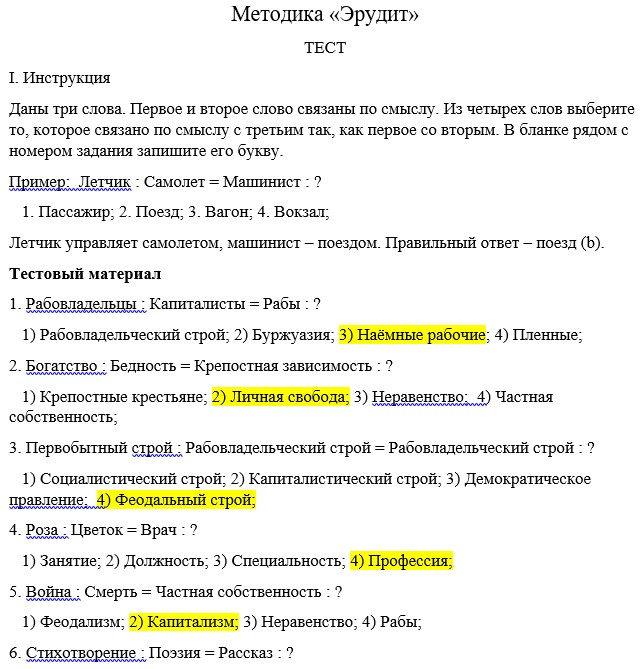 Методика «Эрудит»
ТЕСТ
I. Инструкция
Даны три слова. Первое и второе слово связаны по смыслу. Из четырех слов выберите
то, которое связано по смыслу с третьим так, как первое со вторым. В бланке рядом с
номером задания запишите его букву.
Пример:  Летчик : Самолет = Машинист : ?
1. Пассажир; 2. Поезд; 3. Вагон; 4. Вокзал;
Летчик управляет самолетом, машинист – поездом. Правильный ответ – поезд (b).
Тестовый материал
1. Рабовладельцы : Капиталисты = Рабы : ?
1) Рабовладельческий строй; 2) Буржуазия; 3) Наёмные рабочие; 4) Пленные;
2. Богатство : Бедность = Крепостная зависимость : ?
1) Крепостные крестьяне; 2) Личная свобода; 3) Неравенство;  4) Частная
собственность;
3. Первобытный строй : Рабовладельческий строй = Рабовладельческий строй : ?
1) Социалистический строй; 2) Капиталистический строй; 3) Демократическое
правление;  4) Феодальный строй;
4. Роза : Цветок = Врач : ?
1) Занятие; 2) Должность; 3) Специальность; 4) Профессия;
5. Война : Смерть = Частная собственность : ?
1) Феодализм; 2) Капитализм; 3) Неравенство; 4) Рабы;
6. Стихотворение : Поэзия = Рассказ : ?